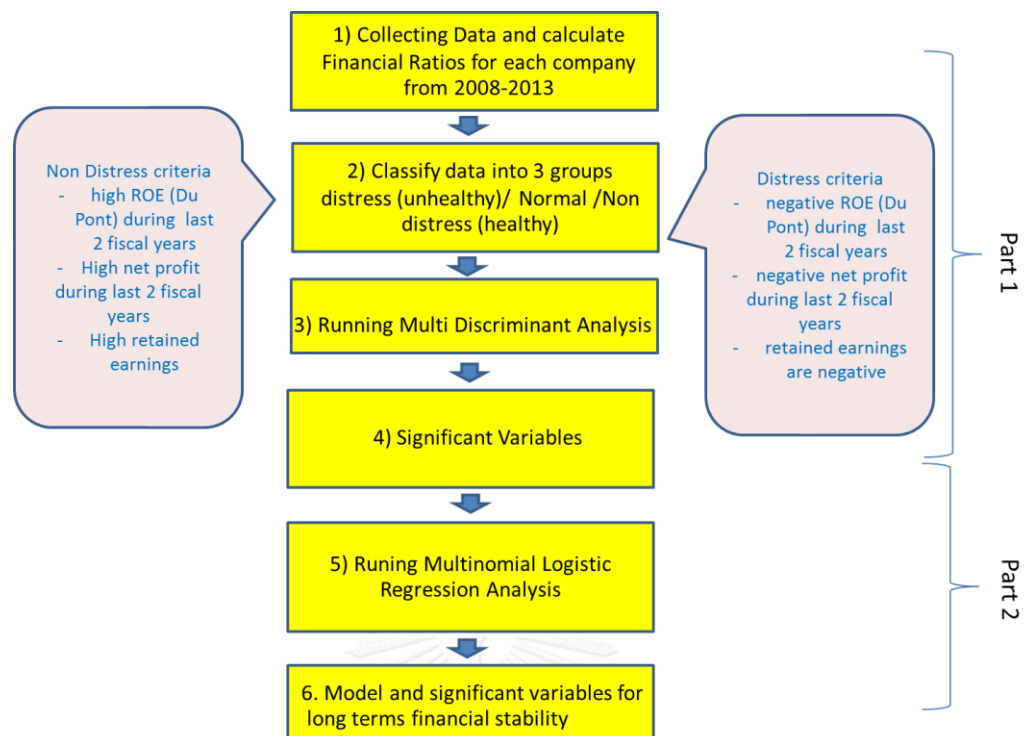 1) Collecting Data and calculate
Financial Ratios for each company
from 2008-2013
Non Distress criteria
- high ROE (Du
Pont) during last
2 fiscal years
- High net profit
during last 2 fiscal
years
- High retained
earnings
2) Classify data into 3 groups
distress (unhealthy)/ Normal /Non
distress (healthy)
Distress criteria
- negative ROE (Du
Pont) during last
2 fiscal years
- negative net profit
during last 2 fiscal
years
- retained earnings
are negative
3) Running Multi Discriminant Analysis
4) Significant Variables
Part 1
5) Runing Multinomial Logistic
Regression Analysis
6. Model and significant variables for
long terms financial stability
Part 2